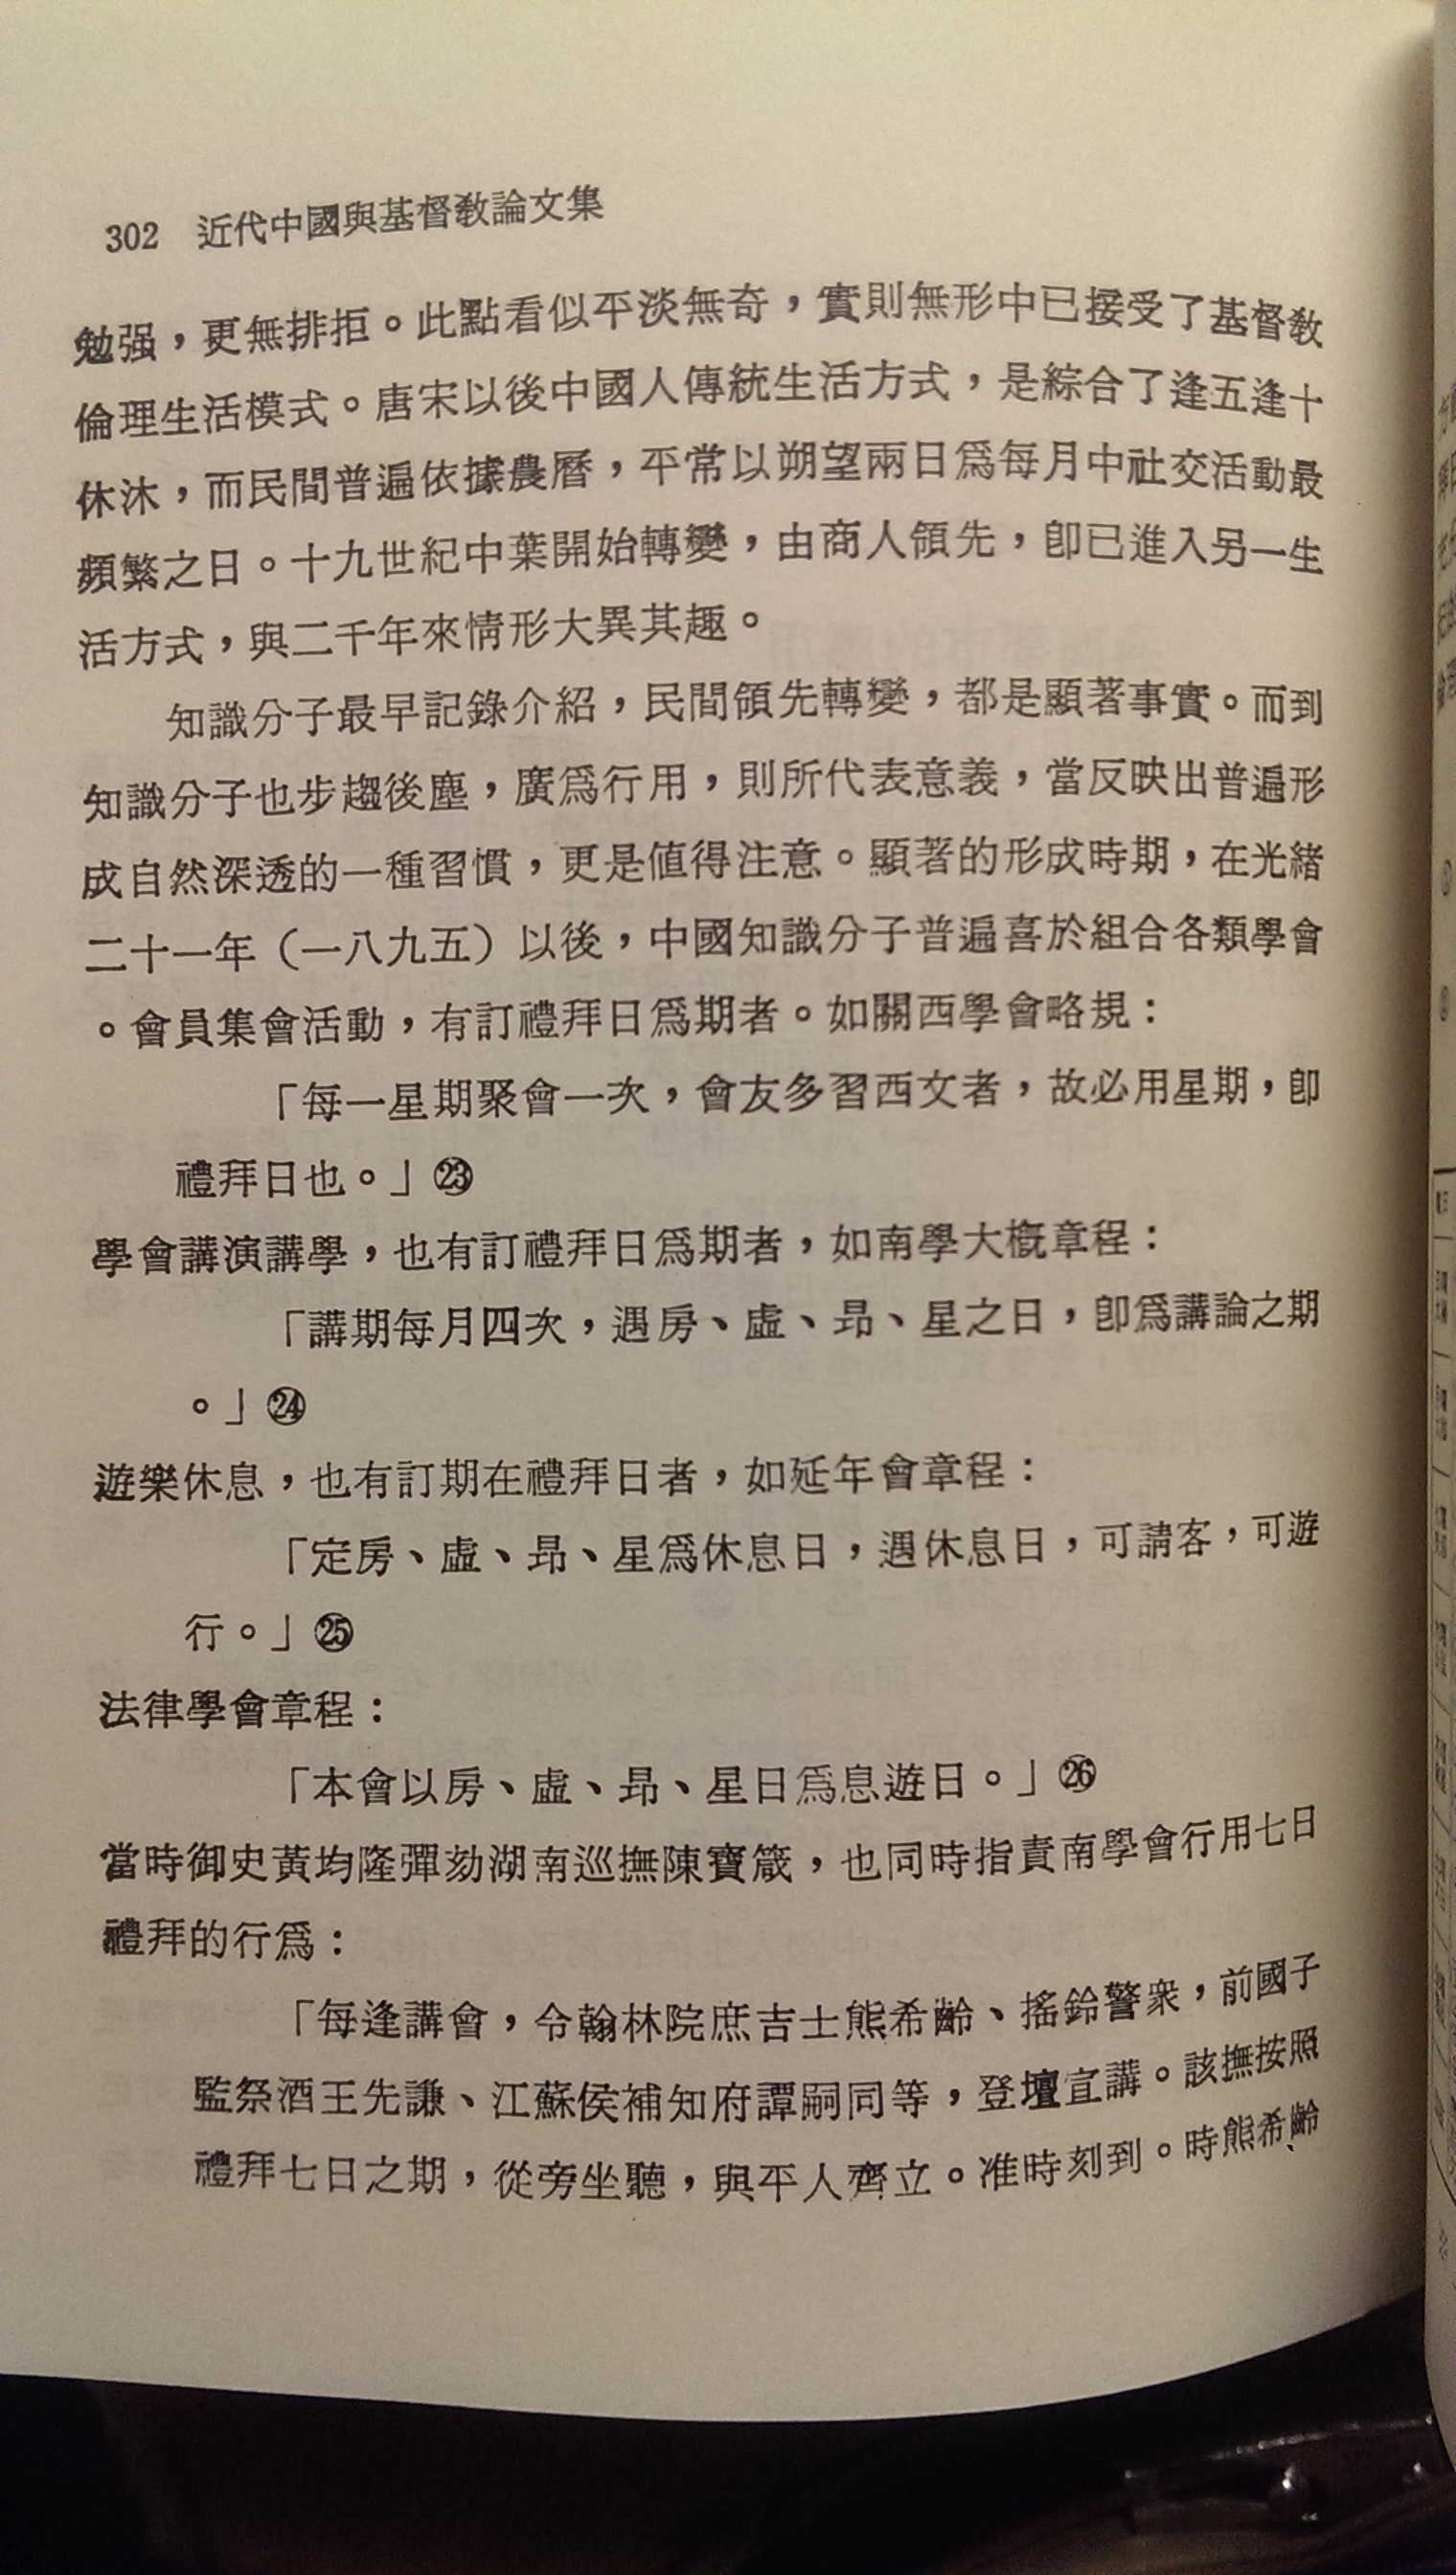 302 近代中國與基督教論文集
勉强，更無排拒。此點看似平淡無奇，實則無形中已接受了基督教
倫理生活模式。唐宋以後中國人傳統生活方式，是綜合了逢五逢十
休沐，而民間普遍依據農曆，平常以朔望兩日爲每月中社交活動最
頻繁之日。十九世紀中葉開始轉變，由商人領先，卽已進入另一生
活方式，與二千年來情形大異其趣。
知識分子最早記錄介紹，民間領先轉變，都是顯著事實。而到
知識分子也步趨後塵，廣爲行用，則所代表意義，當反映出普遍形
成自然深透的一種習慣，更是值得注意。顯著的形成時期，在光緖
二十一年（一八九五）以後，中國知識分子普遍喜於組合各類學會
。會員集會活動，有訂禮拜日爲期者。如關西學會略規：
「每一星期聚會一次，會友多習西文者，故必用星期，卽
禮拜日也。」㉓
學會講演講學，也有訂禮拜日爲期者，如南學大概章程：
「講期每月四次，遇房、虛、昴、星之日，卽爲講論之期
。」㉔
遊樂休息，也有訂期在禮拜日者，如延年會章程：
「定房、虛、昴、星爲休息日，遇休息日，可請客，可遊
行。」㉕
法律學會章程：
「本會以房、虛、昴、星日爲息遊日。」㉖
當時御史黃均隆彈劾湖南巡撫陳寶箴，也同時指責南學會行用七日
禮拜的行爲：
「每逢講會，令翰林院庶吉士熊希齡、搖鈴警衆，前國子
監祭酒王先謙、江蘇侯補知府譚嗣同等，登壇宣講。該撫按照
禮拜七日之期，從旁坐聽，與平人齊立。准時刻到。時熊希齡